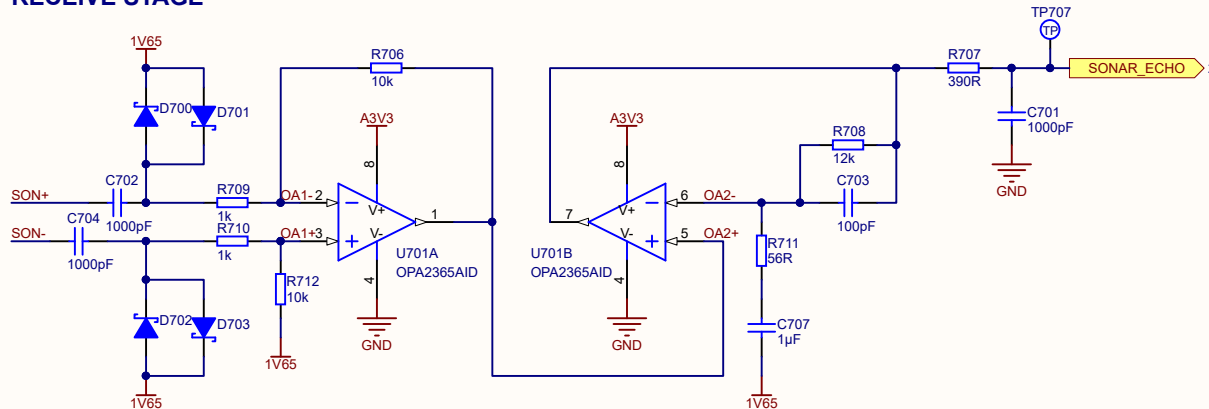 RECEIVE STAGE
TP707
TP
1V65
R706
10k
R707
390R
SONAR_ECHO
D700
D701
A3V3
A3V3
C701
1000pF
GND
R708
12k
8
8
C702
1000pF
SON+
R709
1k
OA1-
2
V+
V-
1
7
V+
V-
6
OA2-
C703
100pF
C704
1000pF
SON-
R710
1k
OA1+
3
U701A
OPA2365AID
U701B
OPA2365AID
5
OA2+
R711
56R
4
4
R712
10k
D702
D703
GND
GND
C707
1µF
1V65
1V65
1V65